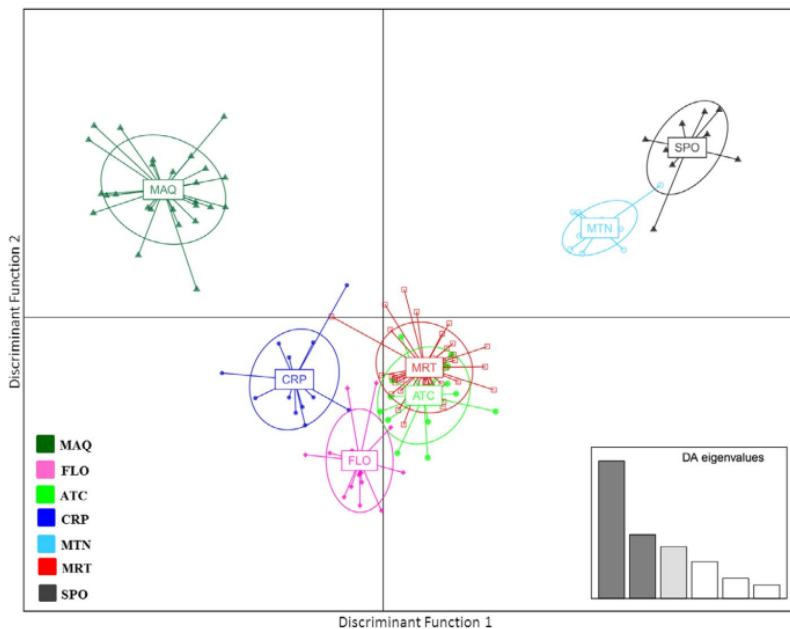 SPO
MAQ
MTN
MRT
CRP
ATC
FLO
MAQ
FLO
ATC
CRP
MTN
MRT
SPO
DA eigenvalues
Discriminant Function 2
Discriminant Function 1